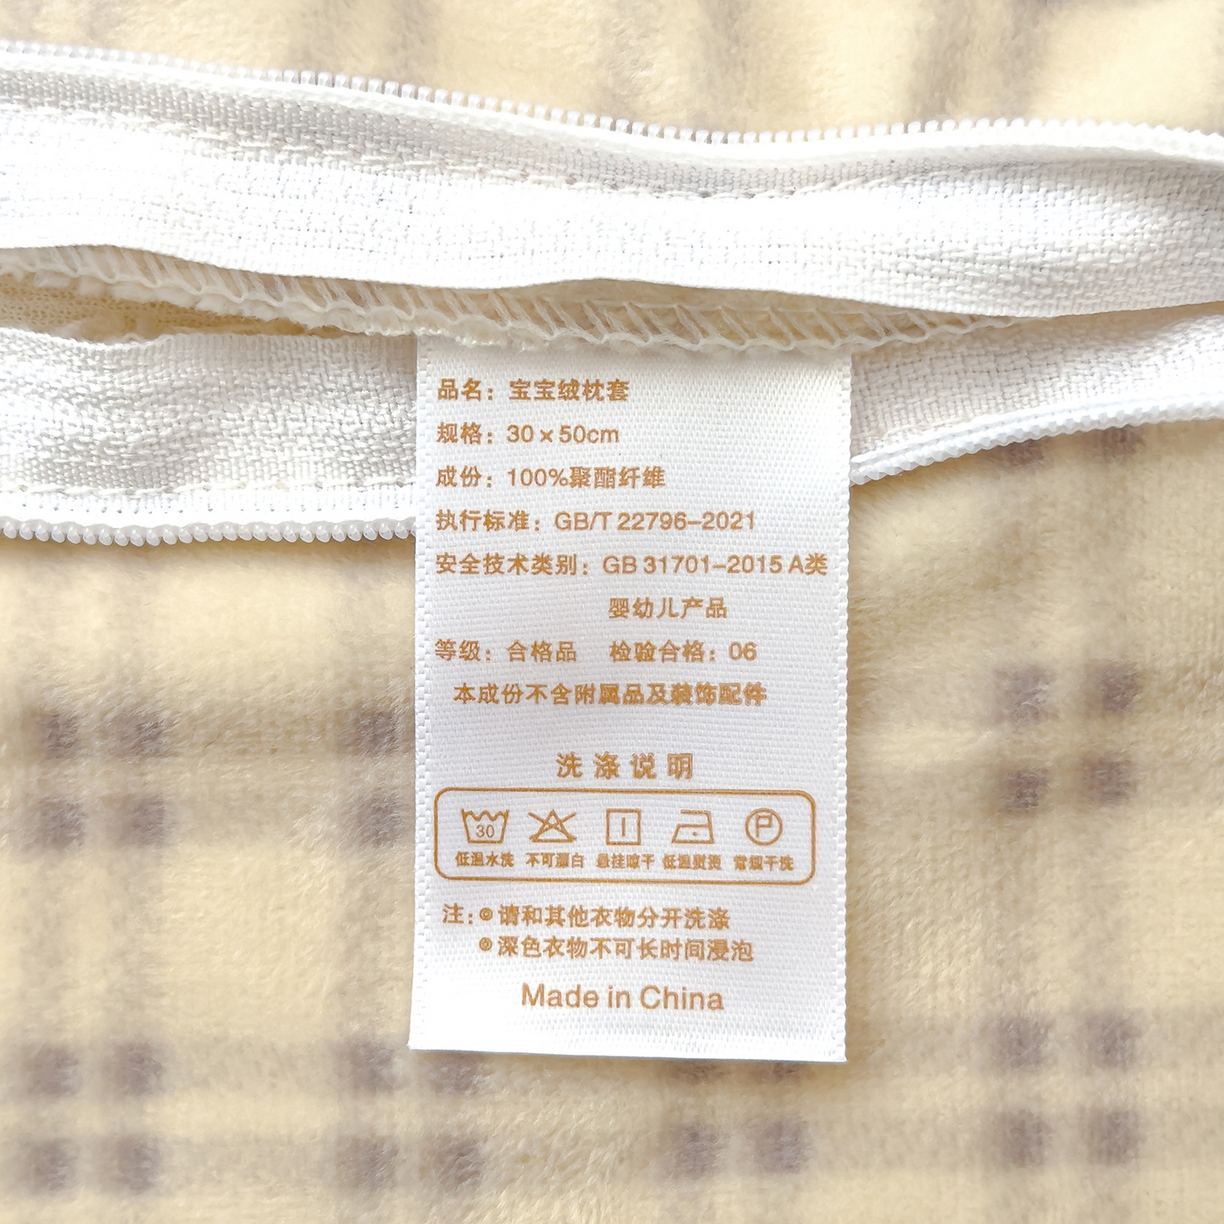 品名：宝宝绒枕套
规格：30×50cm
成份：100%聚酯纤维
执行标准：GB/T 22796–2021
安全技术类别：GB 31701–2015 A类
婴幼儿产品
等级：合格品 检验合格：06
本成份不含附属品及装饰配件
洗涤说明
30
P
低温水洗 不可漂白 悬挂晾干 低温熨烫 常规干洗
注：◎请和其他衣物分开洗涤
◎深色衣物不可长时间浸泡
Made in China